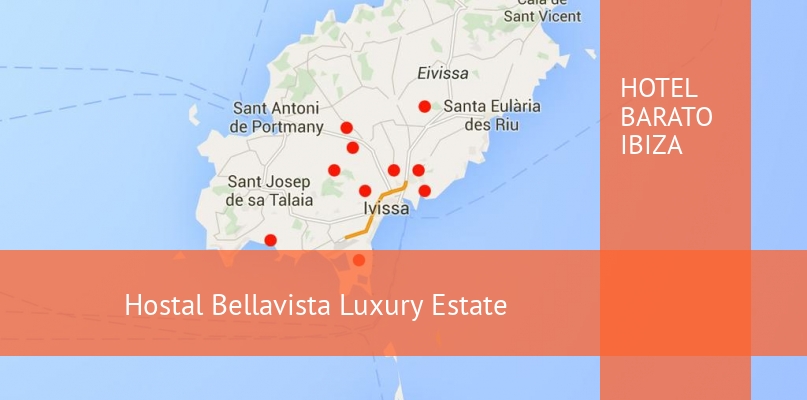 Cala de
Sant Vicent
Eivissa
Sant Antoni
de Portmany
Santa Eulària
des Riu
Sant Josep
de sa Talaia
Ivissa
HOTEL
BARATO
IBIZA
Hostal Bellavista Luxury Estate